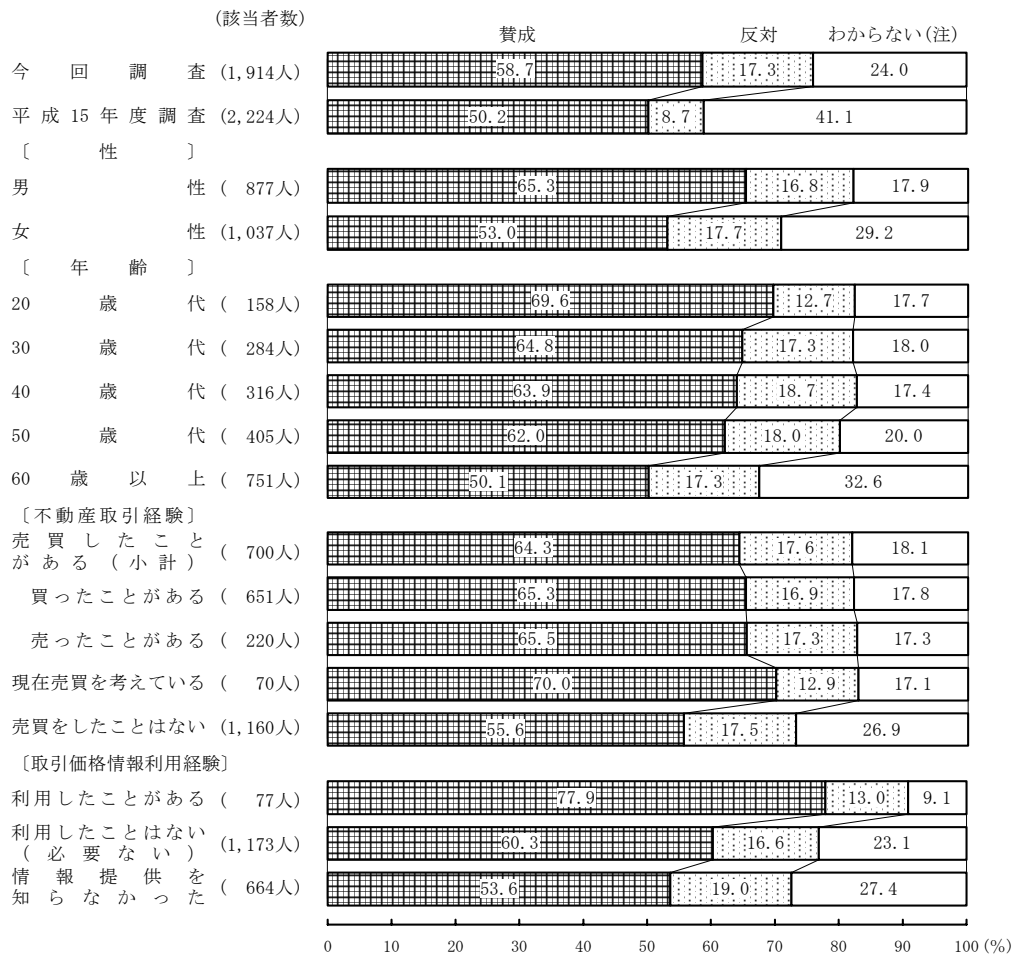 (該当者数)
賛成 反対 わからない(注)
今回調査 (1,914人) 58.7 17.3 24.0
平成15年度調査 (2,224人) 50.2 8.7 41.1
〔性〕
男性 (877人) 65.3 16.8 17.9
女性 (1,037人) 53.0 17.7 29.2
〔年齢〕
20歳代 (158人) 69.6 12.7 17.7
30歳代 (284人) 64.8 17.3 18.0
40歳代 (316人) 63.9 18.7 17.4
50歳代 (405人) 62.0 18.0 20.0
60歳以上 (751人) 50.1 17.3 32.6
〔不動産取引経験〕
売買したこと
がある(小計) (700人) 64.3 17.6 18.1
買ったことがある (651人) 65.3 16.9 17.8
売ったことがある (220人) 65.5 17.3 17.3
現在売買を考えている (70人) 70.0 12.9 17.1
売買をしたことはない (1,160人) 55.6 17.5 26.9
〔取引価格情報利用経験〕
利用したことがある (77人) 77.9 13.0 9.1
利用したことはない
(必要ない) (1,173人) 60.3 16.6 23.1
情報提供を
知らなかった (664人) 53.6 19.0 27.4
0 10 20 30 40 50 60 70 80 90 100 (%)